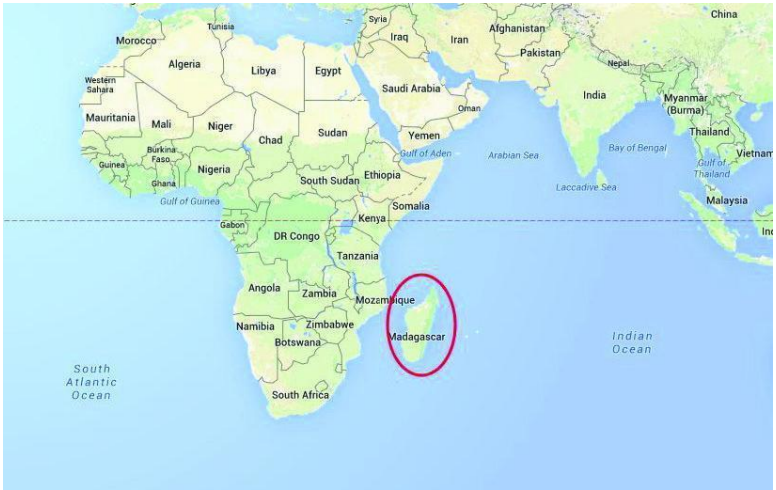 China
Syria
Tunisia
Afghanistan
Morocco
Iraq
Iran
Pakistan
Algeria
Libya
Egypt
Nepal
Western
Sahara
Saudi Arabia
India
Myanmar
(Burma)
Oman
Mauritania
Mali
Niger
Chad
Sudan
Yemen
Thailand
Burkina
Faso
Gulf of Aden
Arabian Sea
Bay of Bengal
Vietnam
Guinea
Nigeria
Ethiopia
Gulf of
Thailand
Ghana
South Sudan
Laccadive Sea
Gulf of Guinea
Somalia
Malaysia
Gabon
Kenya
DR Congo
Tanzania
Angola
Zambia
Mozambique
Namibia
Zimbabwe
Madagascar
Botswana
Indian
Ocean
South
Atlantic
Ocean
South Africa